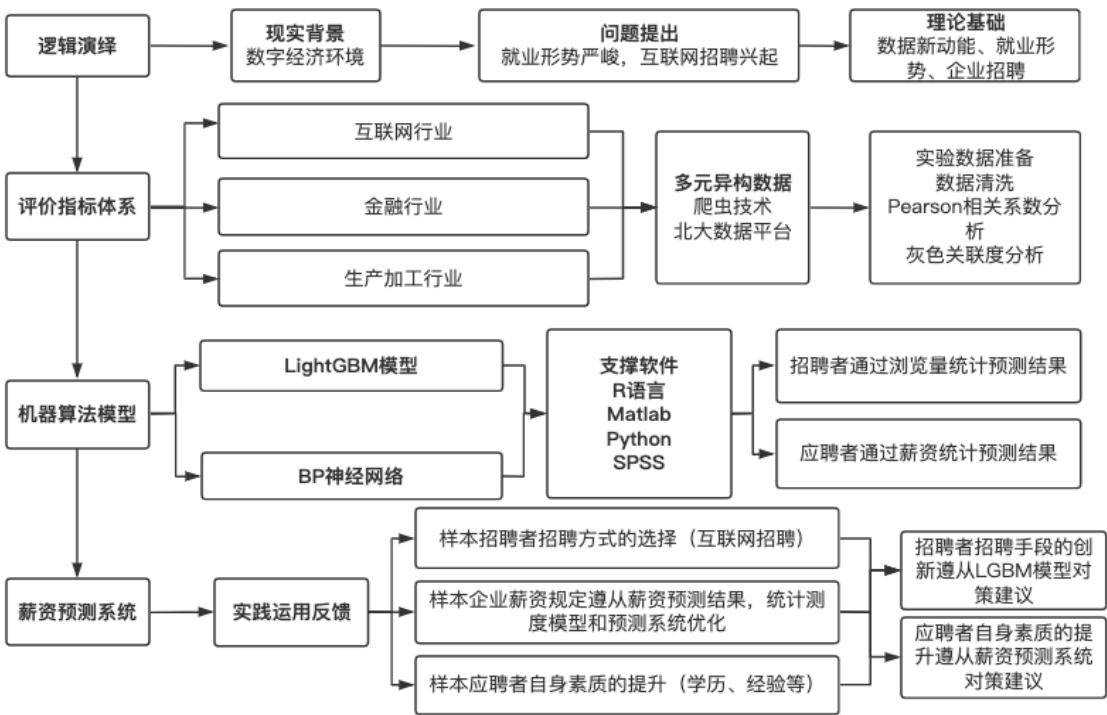 逻辑演绎
现实背景
数字经济环境
问题提出
就业形势严峻，互联网招聘兴起
理论基础
数据新动能、就业形
势、企业招聘
评价指标体系
互联网行业
金融行业
生产加工行业
多元异构数据
爬虫技术
北大数据平台
实验数据准备
数据清洗
Pearson相关系数分
析
灰色关联度分析
机器算法模型
LightGBM模型
BP神经网络
支撑软件
R语言
Matlab
Python
SPSS
招聘者通过浏览量统计预测结果
应聘者通过薪资统计预测结果
薪资预测系统
实践运用反馈
样本招聘者招聘方式的选择（互联网招聘）
样本企业薪资规定遵从薪资预测结果，统计测
度模型和预测系统优化
样本应聘者自身素质的提升（学历、经验等）
招聘者招聘手段的创
新遵从LGBM模型对
策建议
应聘者自身素质的提
升遵从薪资预测系统
对策建议